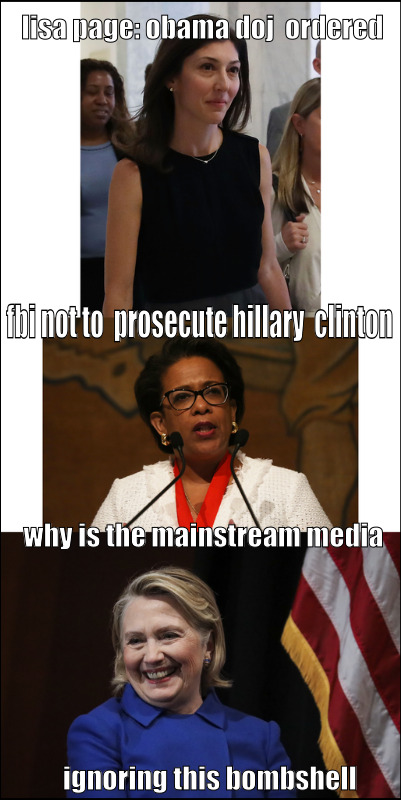 lisa page: obama doj ordered
fbi not to prosecute hillary clinton
why is the mainstream media
ignoring this bombshell